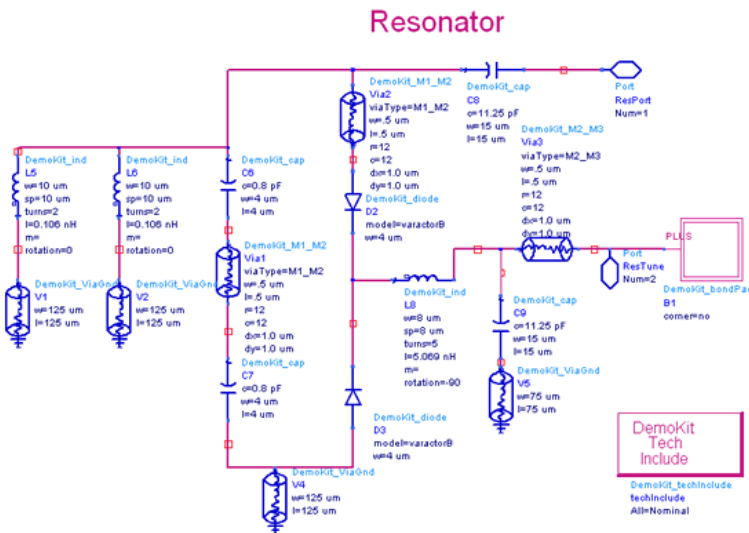 Resonator
DemoKit_M1_M2
Via2
viaType=M1_M2
w=.5 um
l=.5 um
r=12
c=12
dx=1.0 um
dy=1.0 um
DemoKit_cap
C8
c=11.25 pF
w=15 um
l=15 um
Port
ResPort
Num=1
DemoKit_M2_M3
Via3
viaType=M2_M3
w=.5 um
l=.5 um
r=12
c=12
dx=1.0 um
dy=1.0 um
DemoKit_ind
L5
w=10 um
sp=10 um
turns=2
l=0.106 nH
m=
rotation=0
DemoKit_ind
L6
w=10 um
sp=10 um
turns=2
l=0.106 nH
m=
rotation=0
DemoKit_cap
C6
c=0.8 pF
w=4 um
l=4 um
DemoKit_diode
D2
model=varactorB
w=4 um
DemoKit_M1_M2
Via1
viaType=M1_M2
w=.5 um
l=.5 um
r=12
c=12
dx=1.0 um
dy=1.0 um
DemoKit_ViaGnd
V1
w=125 um
l=125 um
DemoKit_ViaGnd
V2
w=125 um
l=125 um
DemoKit_ind
L8
w=8 um
sp=8 um
turns=5
l=5.069 nH
m=
rotation=-90
Port
ResTune
Num=2
PLUS
DemoKit_bondPad
B1
corner=no
DemoKit_cap
C9
c=11.25 pF
w=15 um
l=15 um
DemoKit_cap
C7
c=0.8 pF
w=4 um
l=4 um
DemoKit_ViaGnd
V5
w=75 um
l=75 um
DemoKit_diode
D3
model=varactorB
w=4 um
DemoKit_ViaGnd
V4
w=125 um
l=125 um
DemoKit
Tech
Include
DemoKit_techInclude
techInclude
All=Nominal